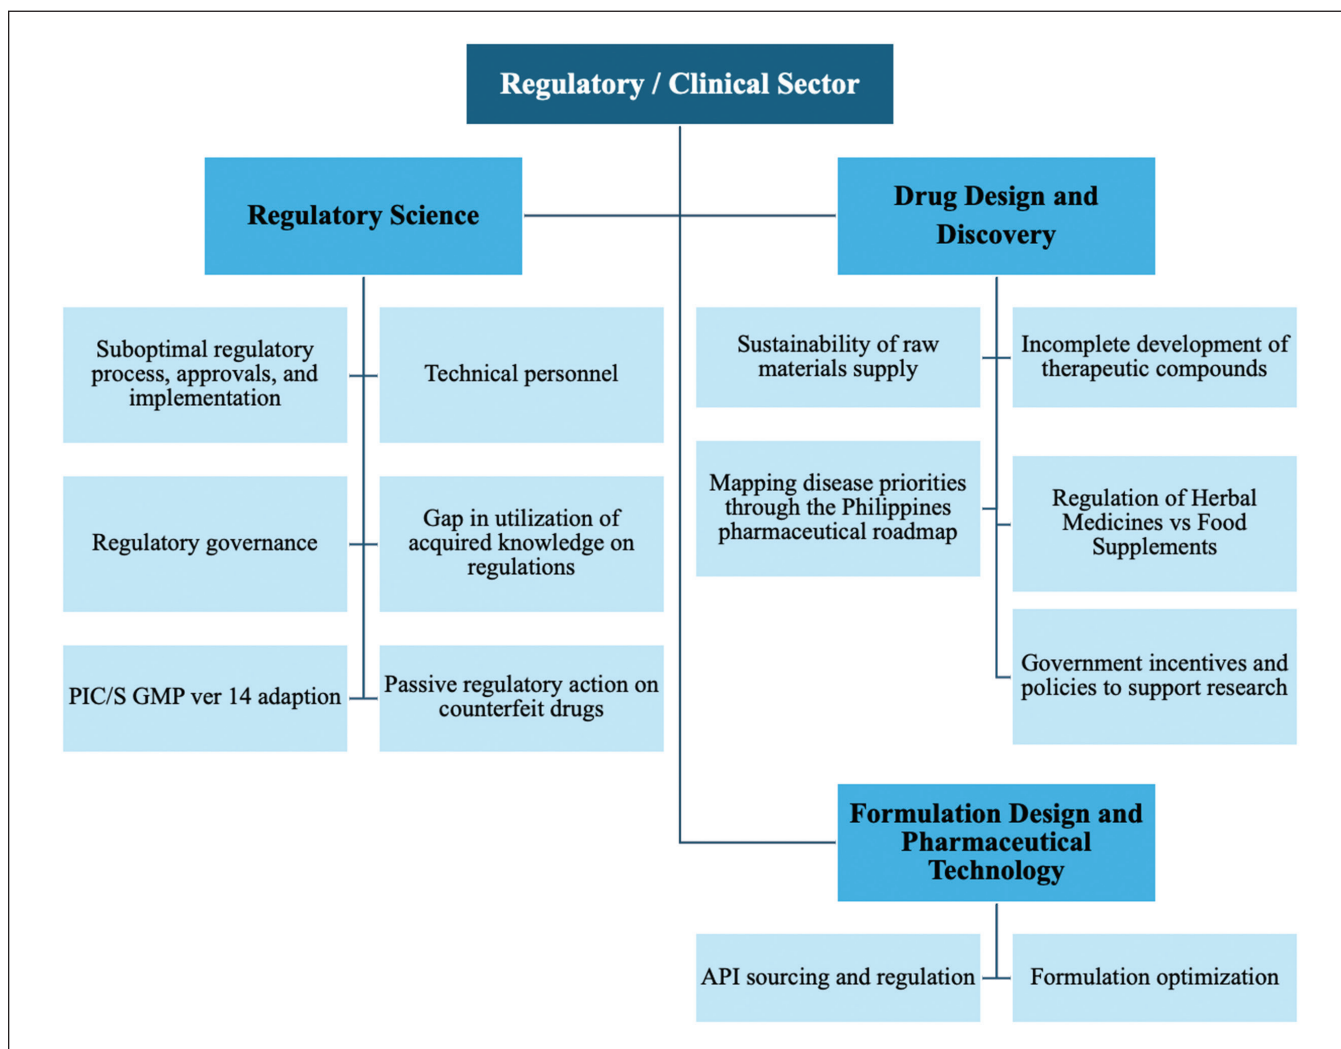 Regulatory / Clinical Sector
Regulatory Science
Suboptimal regulatory
process, approvals, and
implementation
Technical personnel
Regulatory governance
Gap in utilization of
acquired knowledge on
regulations
PIC/S GMP ver 14 adaption
Passive regulatory action on
counterfeit drugs
Drug Design and
Discovery
Sustainability of raw
materials supply
Incomplete development of
therapeutic compounds
Mapping disease priorities
through the Philippines
pharmaceutical roadmap
Regulation of Herbal
Medicines vs Food
Supplements
Government incentives and
policies to support research
Formulation Design and
Pharmaceutical
Technology
API sourcing and regulation
Formulation optimization